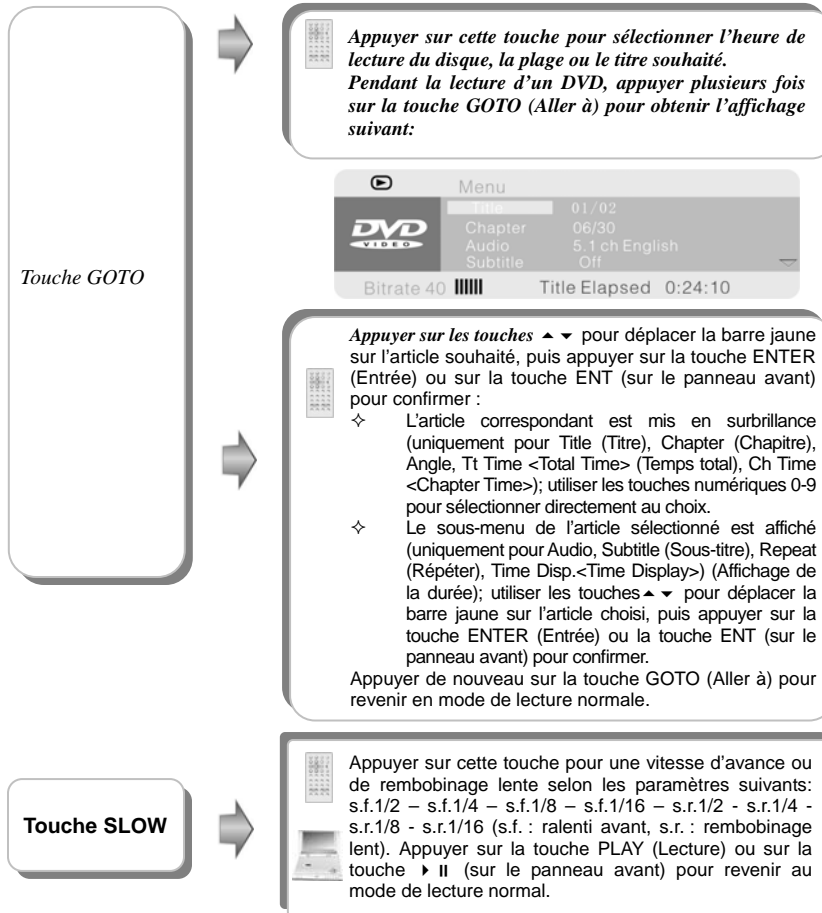 Appuyer sur cette touche pour sélectionner l’heure de
lecture du disque, la plage ou le titre souhaité.
Pendant la lecture d’un DVD, appuyer plusieurs fois
sur la touche GOTO (Aller à) pour obtenir l’affichage
suivant:
Touche GOTO
Menu
Title 01/02
DVD
VIDEO
Chapter 06/30
Audio 5.1 ch English
Subtitle Off
Bitrate 40 Title Elapsed 0:24:10
Appuyer sur les touches ▲ ▼ pour déplacer la barre jaune
sur l’article souhaité, puis appuyer sur la touche ENTER
(Entrée) ou sur la touche ENT (sur le panneau avant)
pour confirmer :
✧ L’article correspondant est mis en surbrillance
(uniquement pour Title (Titre), Chapter (Chapitre),
Angle, Tt Time <Total Time> (Temps total), Ch Time
<Chapter Time>); utiliser les touches numériques 0-9
pour sélectionner directement au choix.
✧ Le sous-menu de l’article sélectionné est affiché
(uniquement pour Audio, Subtitle (Sous-titre), Repeat
(Répéter), Time Disp.<Time Display>) (Affichage de
la durée); utiliser les touches▲ ▼ pour déplacer la
barre jaune sur l’article choisi, puis appuyer sur la
touche ENTER (Entrée) ou la touche ENT (sur le
panneau avant) pour confirmer.
Appuyer de nouveau sur la touche GOTO (Aller à) pour
revenir en mode de lecture normale.
Touche SLOW
Appuyer sur cette touche pour une vitesse d’avance ou
de rembobinage lente selon les paramètres suivants:
s.f.1/2 – s.f.1/4 – s.f.1/8 – s.f.1/16 – s.r.1/2 - s.r.1/4 -
s.r.1/8 - s.r.1/16 (s.f. : ralenti avant, s.r. : rembobinage
lent). Appuyer sur la touche PLAY (Lecture) ou sur la
touche ▶ II (sur le panneau avant) pour revenir au
mode de lecture normal.